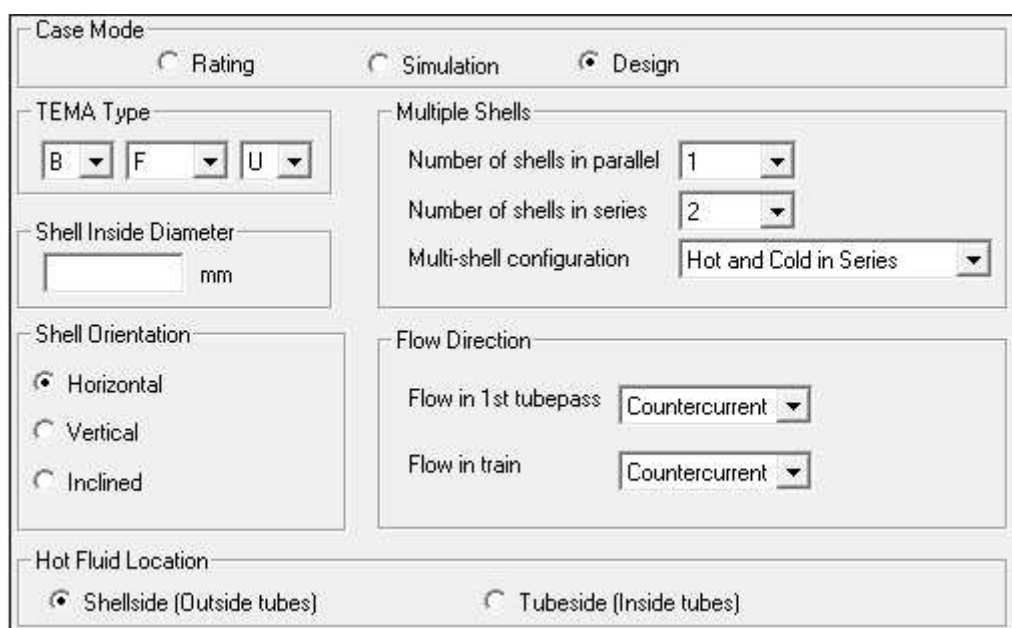 Case Mode
Rating Simulation Design
TEMA Type
B F U
Shell Inside Diameter
mm
Multiple Shells
Number of shells in parallel 1
Number of shells in series 2
Multi-shell configuration Hot and Cold in Series
Shell Orientation
Horizontal
Vertical
Inclined
Flow Direction
Flow in 1st tubepass Countercurrent
Flow in train Countercurrent
Hot Fluid Location
Shellside (Outside tubes) Tubeside (Inside tubes)